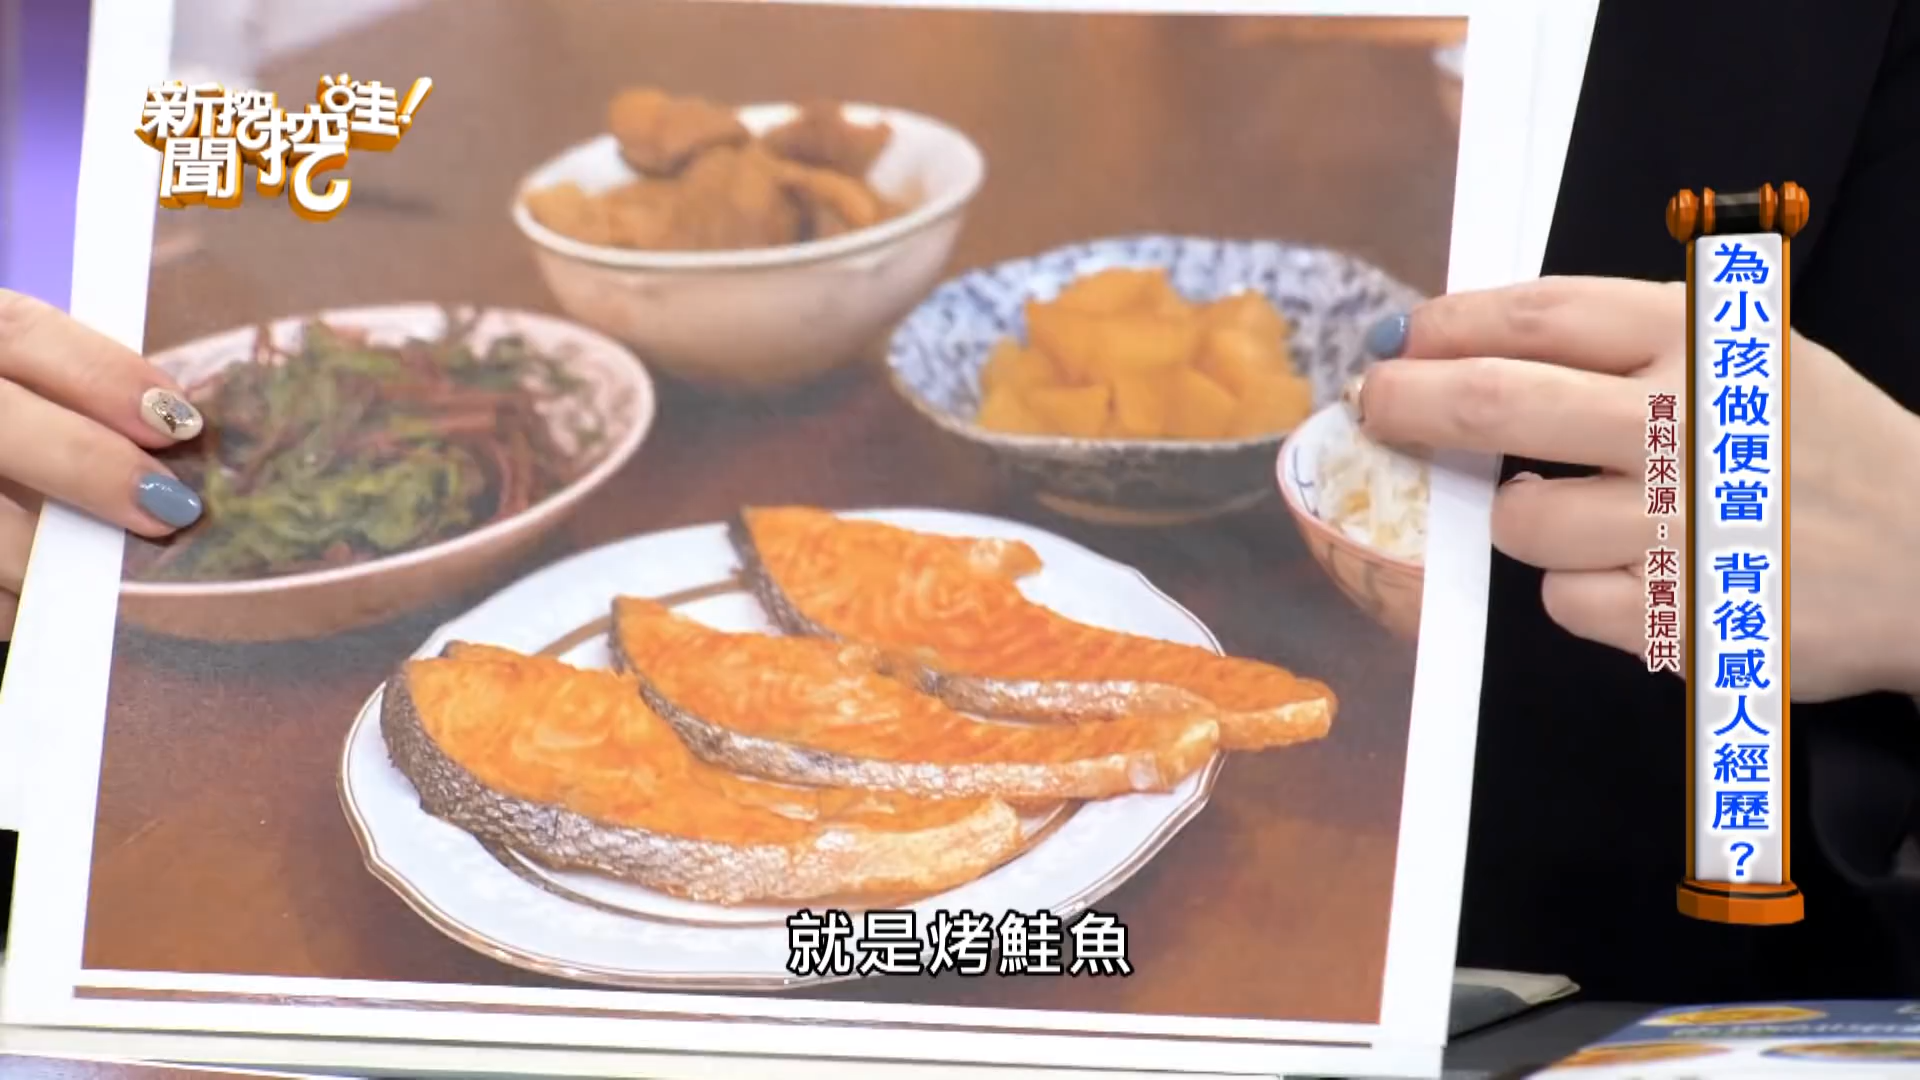 新聞挖挖哇!
為小孩做便當 背後感人經歷?
資料來源:來賓提供
就是烤鮭魚